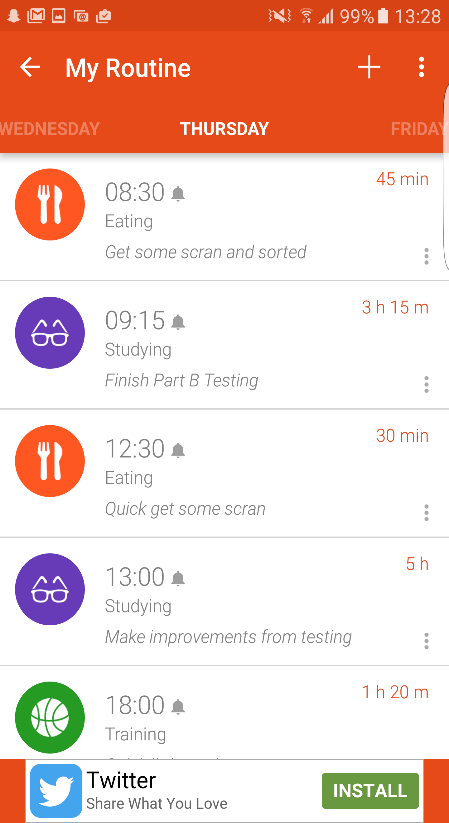 99% 13:28
My Routine
WEDNESDAY THURSDAY FRIDAY
45 min
08:30
Eating
Get some scran and sorted
3 h 15 m
09:15
Studying
Finish Part B Testing
30 min
12:30
Eating
Quick get some scran
5 h
13:00
Studying
Make improvements from testing
1 h 20 m
18:00
Training
Twitter
Share What You Love
INSTALL